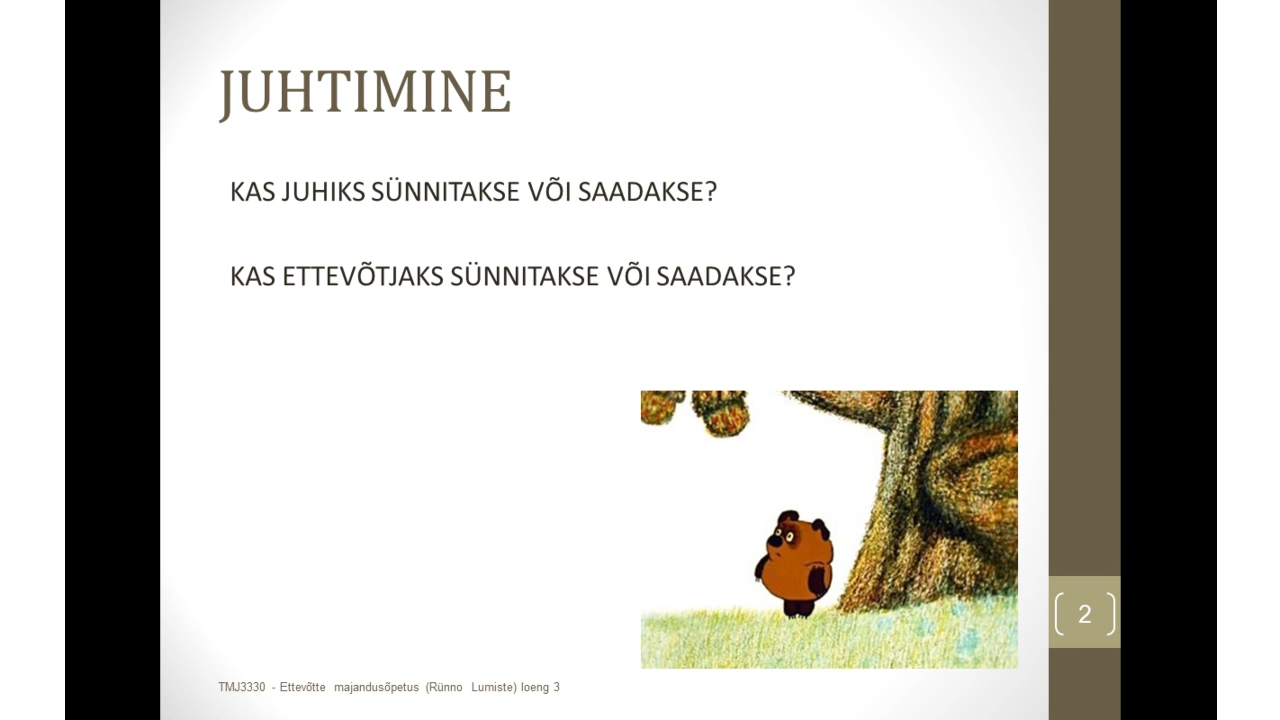 JUHTIMINE
KAS JUHIKS SÜNNITAKSE VÕI SAADAKSE?
KAS ETTEVÕTJAKS SÜNNITAKSE VÕI SAADAKSE?
2
TMJ3330 - Ettevõtte majandusõpetus (Rünno Lumiste) loeng 3